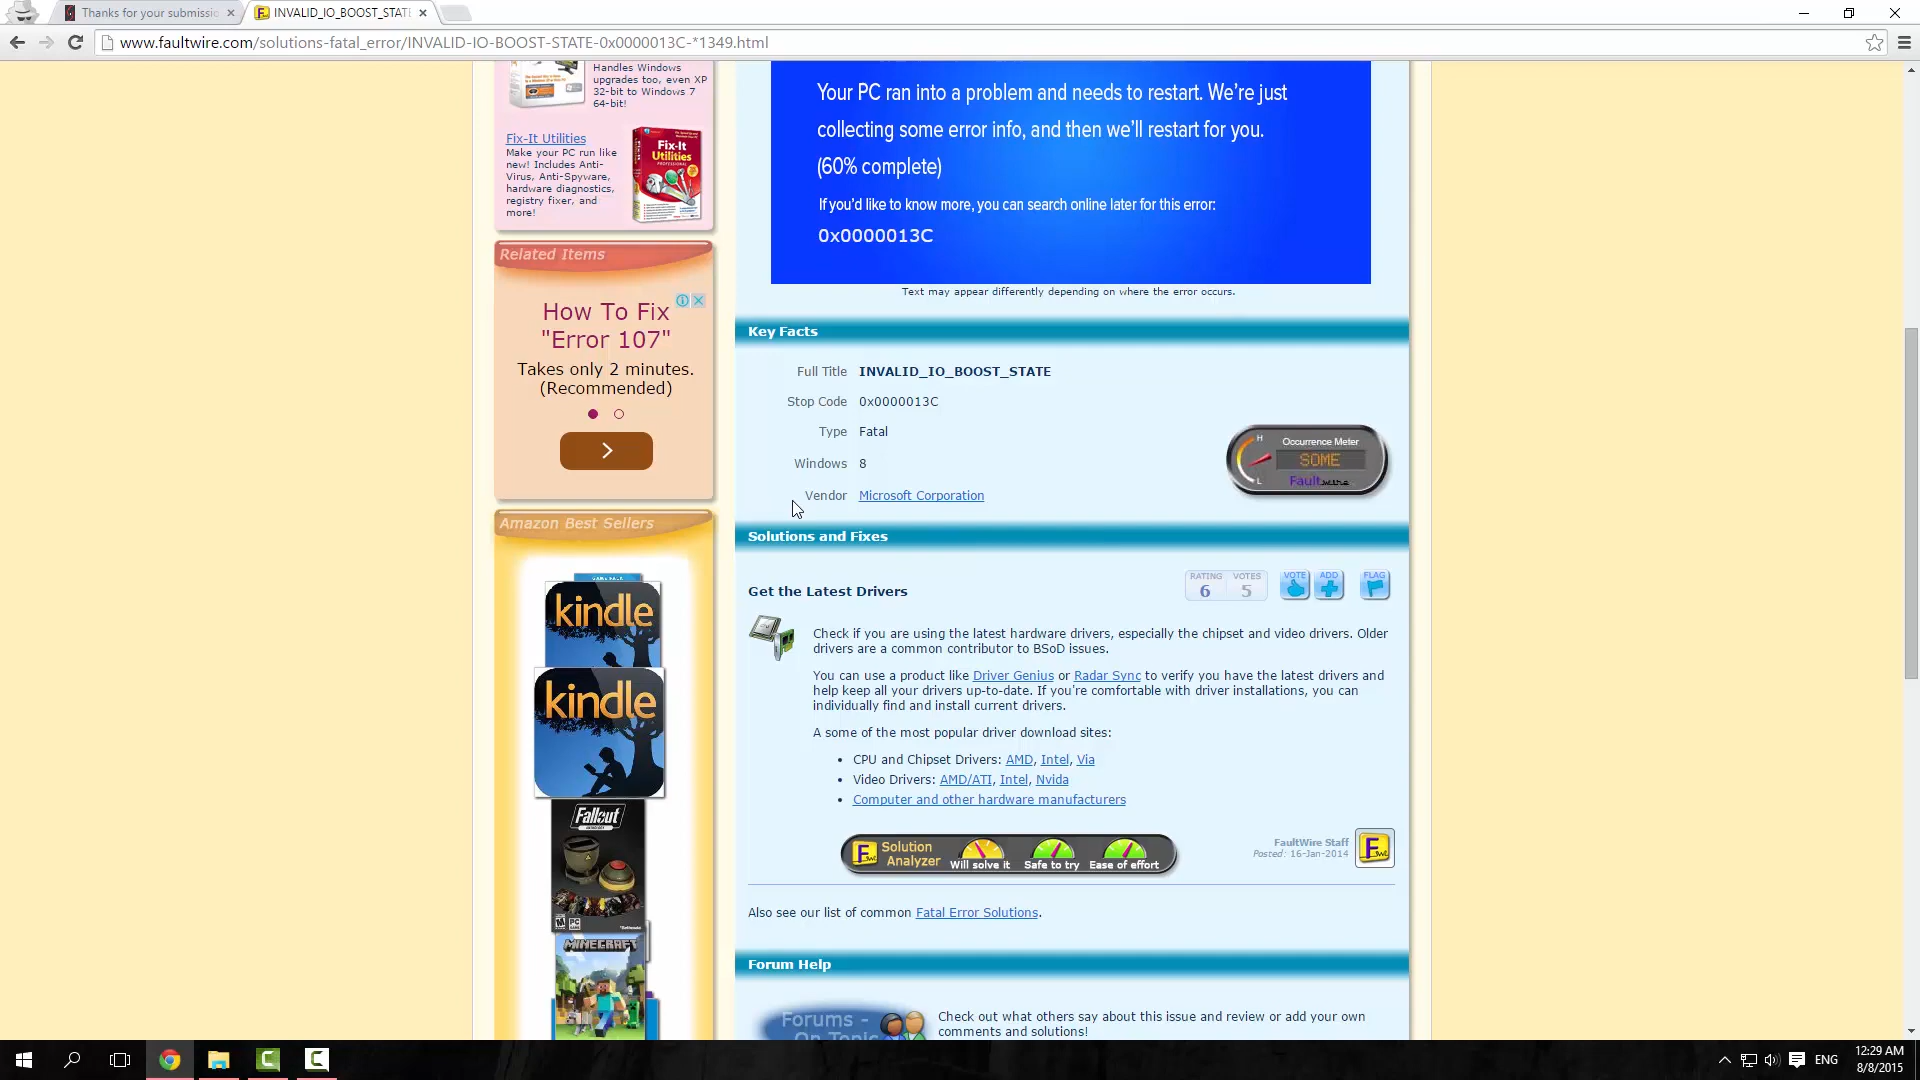 Thanks for your submissio
INVALID_IO_BOOST_STATE
www.faultwire.com/solutions-fatal_error/INVALID-IO-BOOST-STATE-0x0000013C-*1349.html
Handles Windows
upgrades too, even XP
32-bit to Windows 7
64-bit!
Fix-It Utilities
Make your PC run like
new! Includes Anti-
Virus, Anti-Spyware,
hardware diagnostics,
registry fixer, and
more!
Fix-It
Utilities
PROFESSIONAL
Related Items
How To Fix
"Error 107"
Takes only 2 minutes.
(Recommended)
Amazon Best Sellers
kindle
kindle
Fallout
MINECRAFT
Your PC ran into a problem and needs to restart. We're just
collecting some error info, and then we'll restart for you.
(60% complete)
If you'd like to know more, you can search online later for this error:
0x0000013C
Text may appear differently depending on where the error occurs.
Key Facts
Full Title INVALID_IO_BOOST_STATE
Stop Code 0x0000013C
Type Fatal
Windows 8
Vendor Microsoft Corporation
H
Occurrence Meter
SOME
L
FaultWire
Solutions and Fixes
Get the Latest Drivers
RATING VOTES
6 5
VOTE ADD FLAG
Check if you are using the latest hardware drivers, especially the chipset and video drivers. Older
drivers are a common contributor to BSoD issues.
You can use a product like Driver Genius or Radar Sync to verify you have the latest drivers and
help keep all your drivers up-to-date. If you're comfortable with driver installations, you can
individually find and install current drivers.
A some of the most popular driver download sites:
• CPU and Chipset Drivers: AMD, Intel, Via
• Video Drivers: AMD/ATI, Intel, Nvidia
• Computer and other hardware manufacturers
Solution
Analyzer
Will solve it Safe to try Ease of effort
FaultWire Staff
Posted: 16-Jan-2014
Also see our list of common Fatal Error Solutions.
Forum Help
Forums -
On Topic
Check out what others say about this issue and review or add your own
comments and solutions!
ENG
12:29 AM
8/8/2015